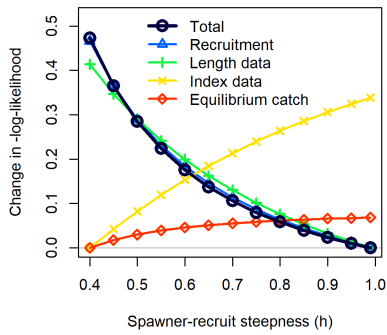 Change in -log-likelihood
0.5
0.4
0.3
0.2
0.1
0.0
Total
Recruitment
Length data
Index data
Equilibrium catch
0.4 0.5 0.6 0.7 0.8 0.9 1.0
Spawner-recruit steepness (h)